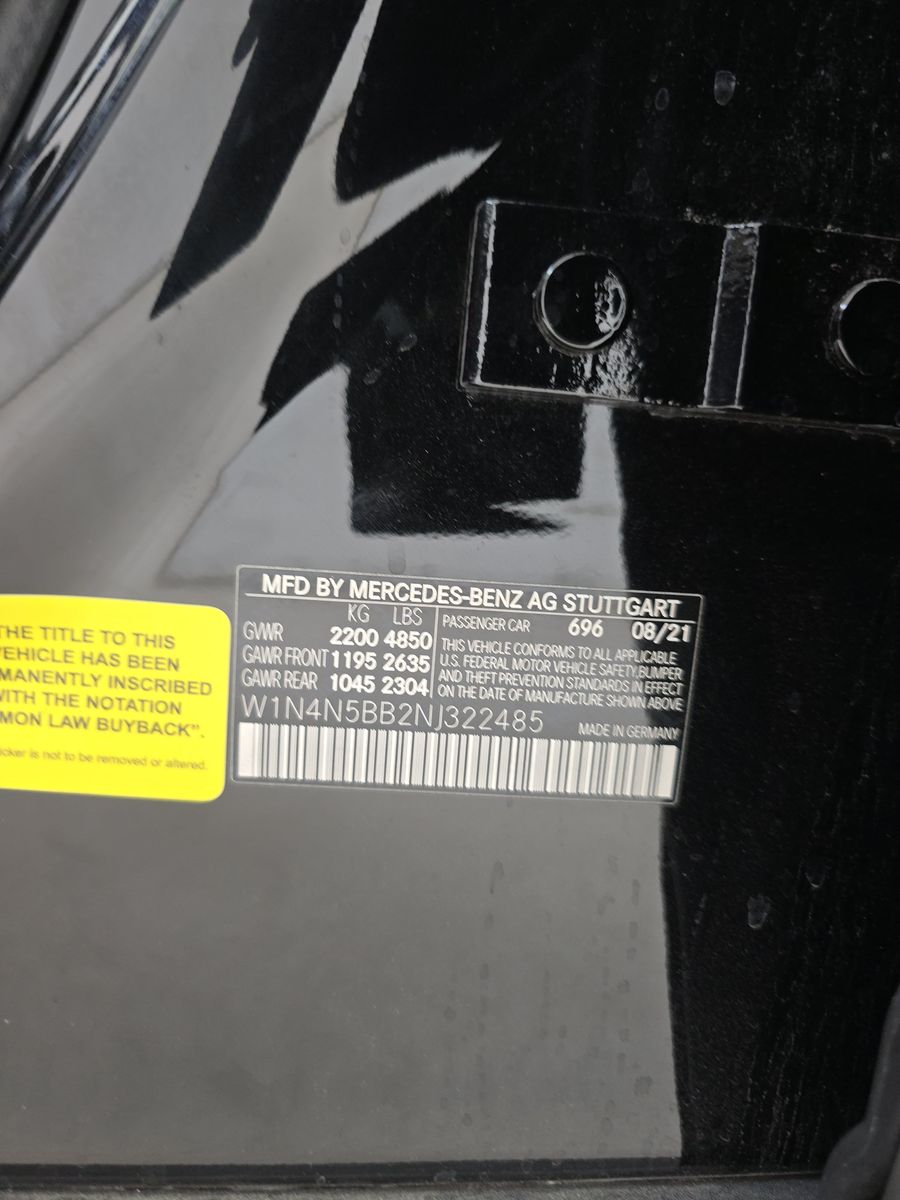 MFD BY MERCEDES-BENZ AG STUTTGART
KG LBS
GVWR 2200 4850
GAWR FRONT 1195 2635
GAWR REAR 1045 2304
PASSENGER CAR 696 08/21
THIS VEHICLE CONFORMS TO ALL APPLICABLE
U.S. FEDERAL MOTOR VEHICLE SAFETY,BUMPER
AND THEFT PREVENTION STANDARDS IN EFFECT
ON THE DATE OF MANUFACTURE SHOWN ABOVE
W1N4N5BB2NJ322485
MADE IN GERMANY
THE TITLE TO THIS
VEHICLE HAS BEEN
MANENTLY INSCRIBED
WITH THE NOTATION
MON LAW BUYBACK".
cker is not to be removed or altered.